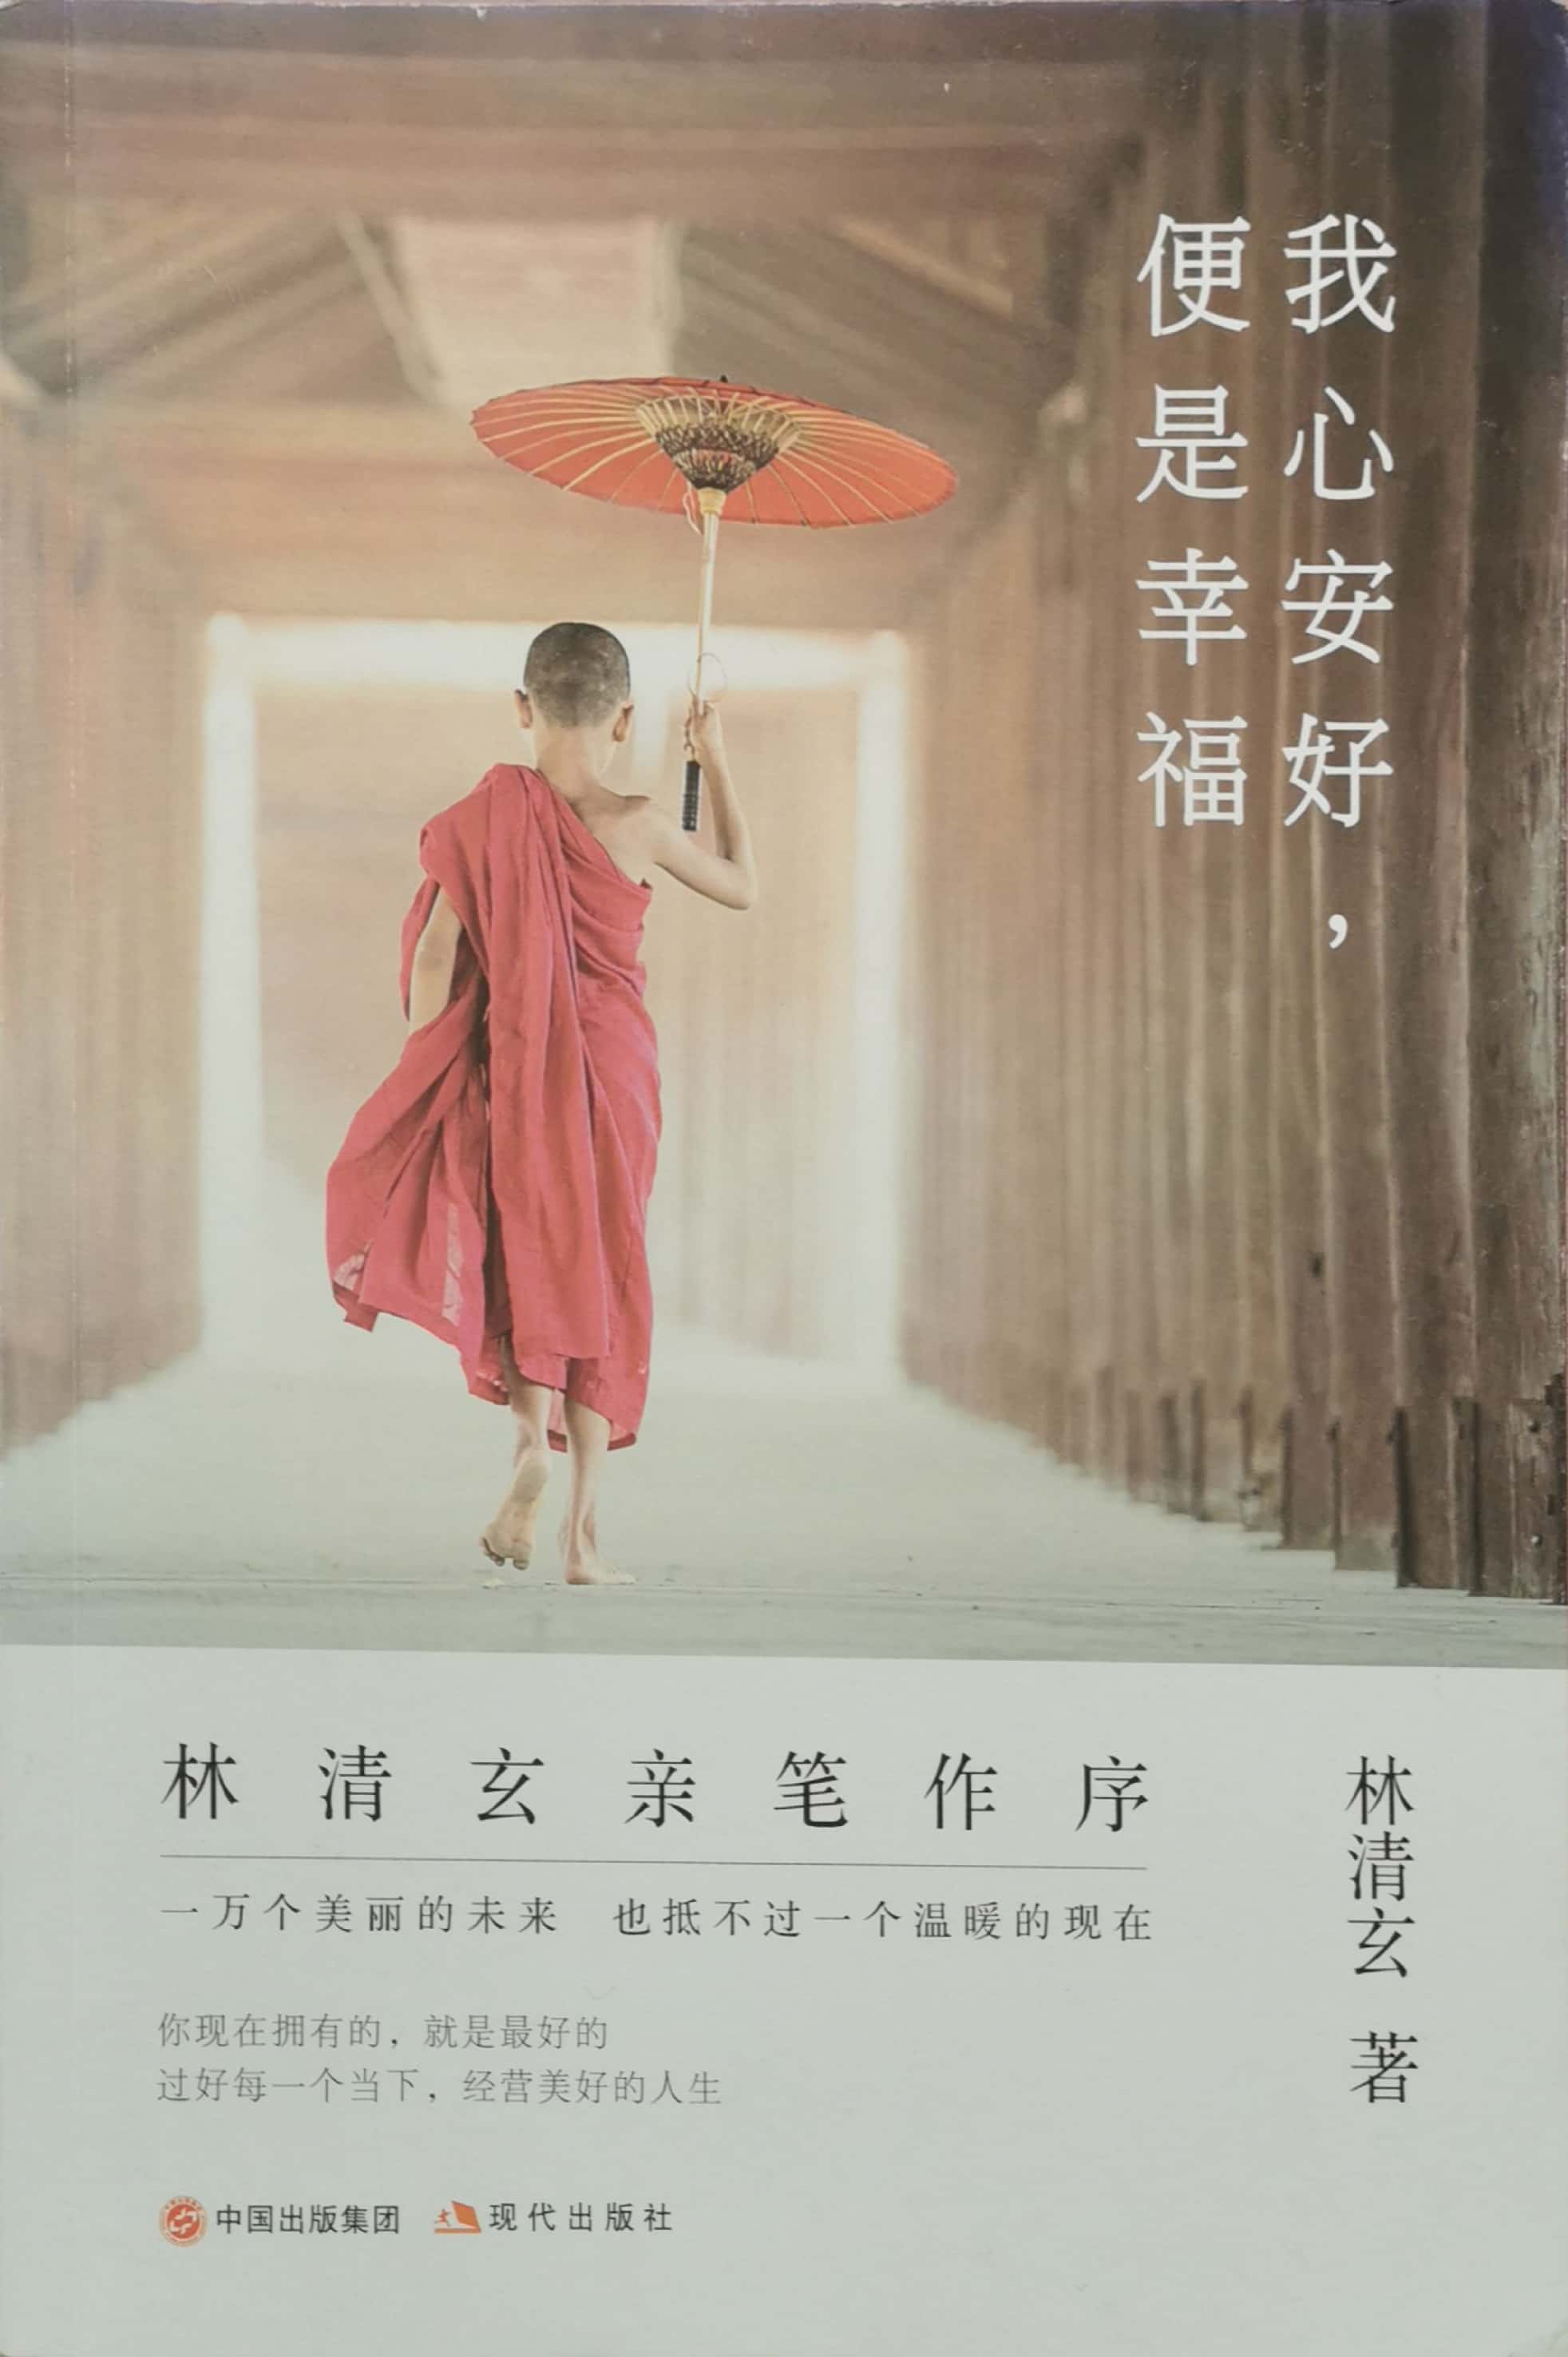 我心安好，
便是幸福
林清玄亲笔作序
一万个美丽的未来 也抵不过一个温暖的现在
你现在拥有的，就是最好的
过好每一个当下，经营美好的人生
林清玄 著
中国出版集团 现代出版社